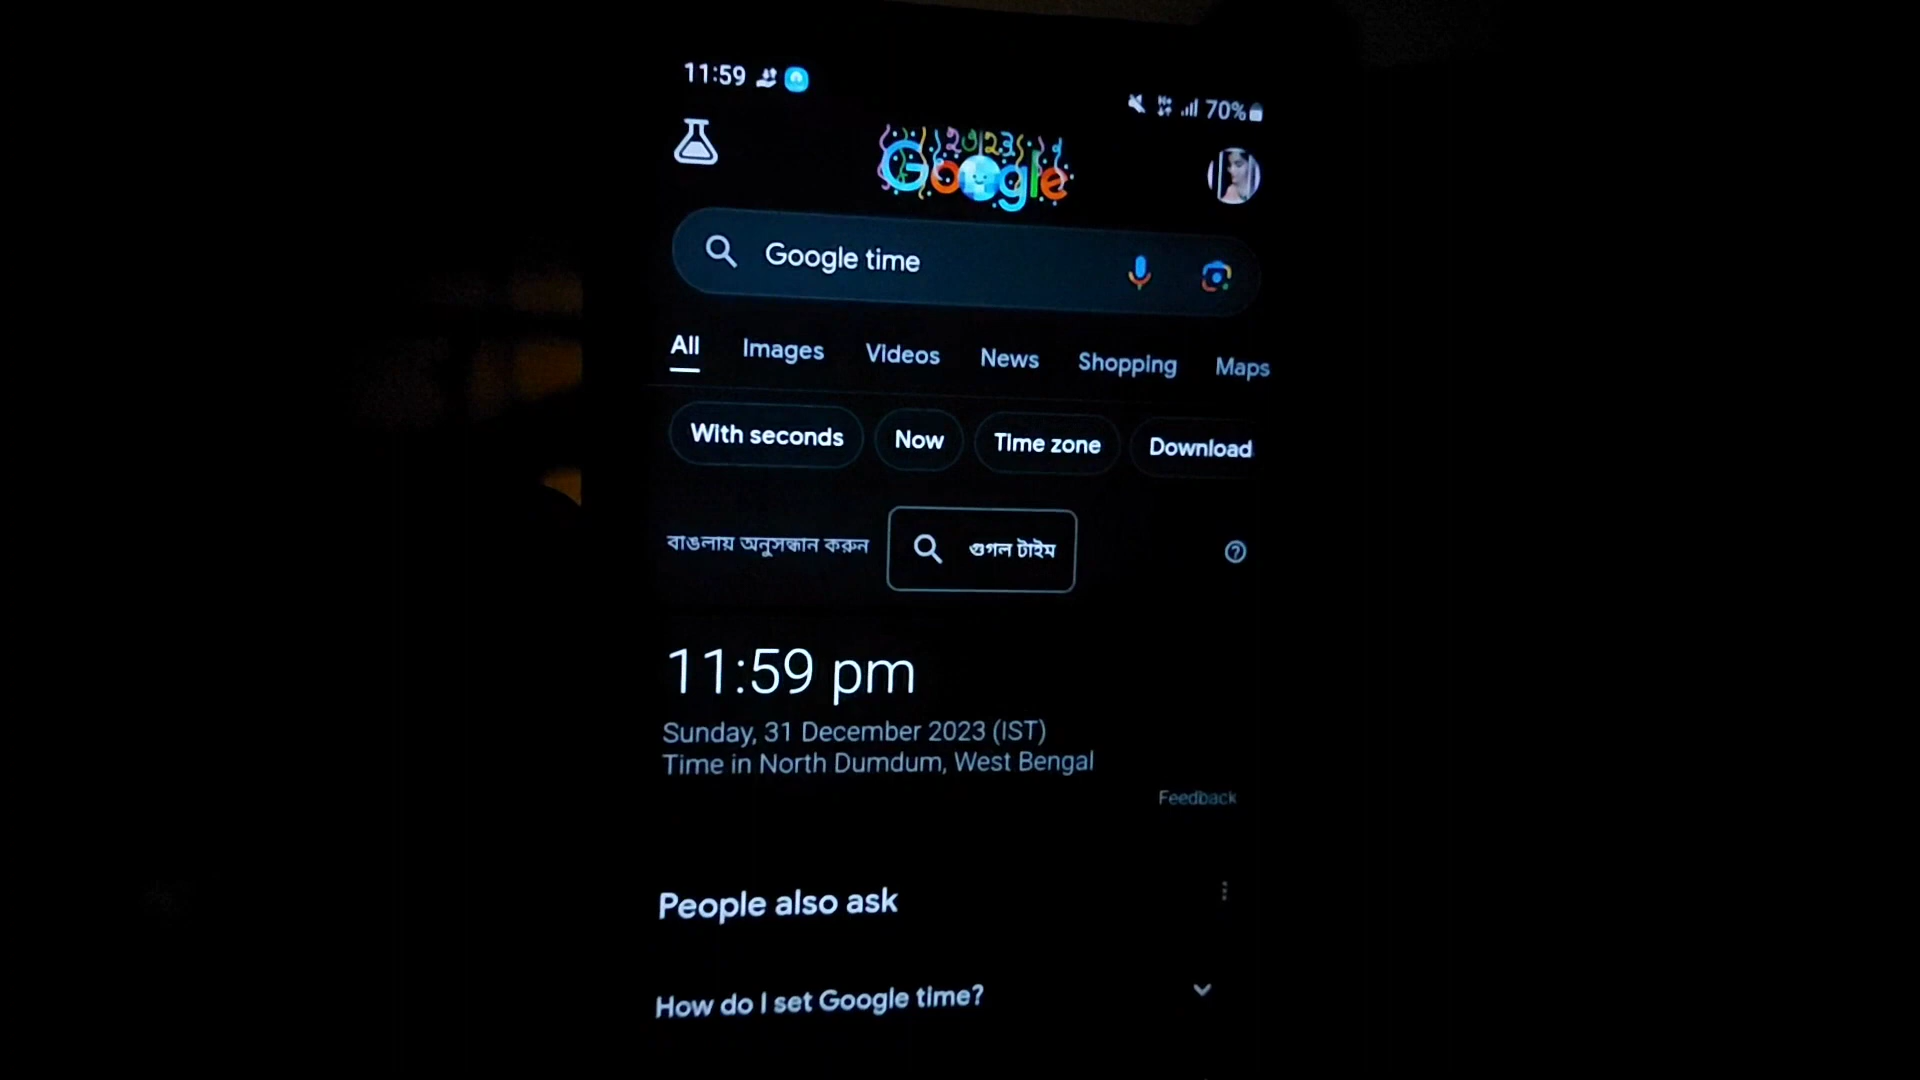 11:59
70%
Google
Google time
All Images Videos News Shopping Maps
With seconds Now Time zone Download
বাঙলায় অনুসন্ধান করুন গুগল টাইম
11:59 pm
Sunday, 31 December 2023 (IST)
Time in North Dumdum, West Bengal
Feedback
People also ask
How do I set Google time?